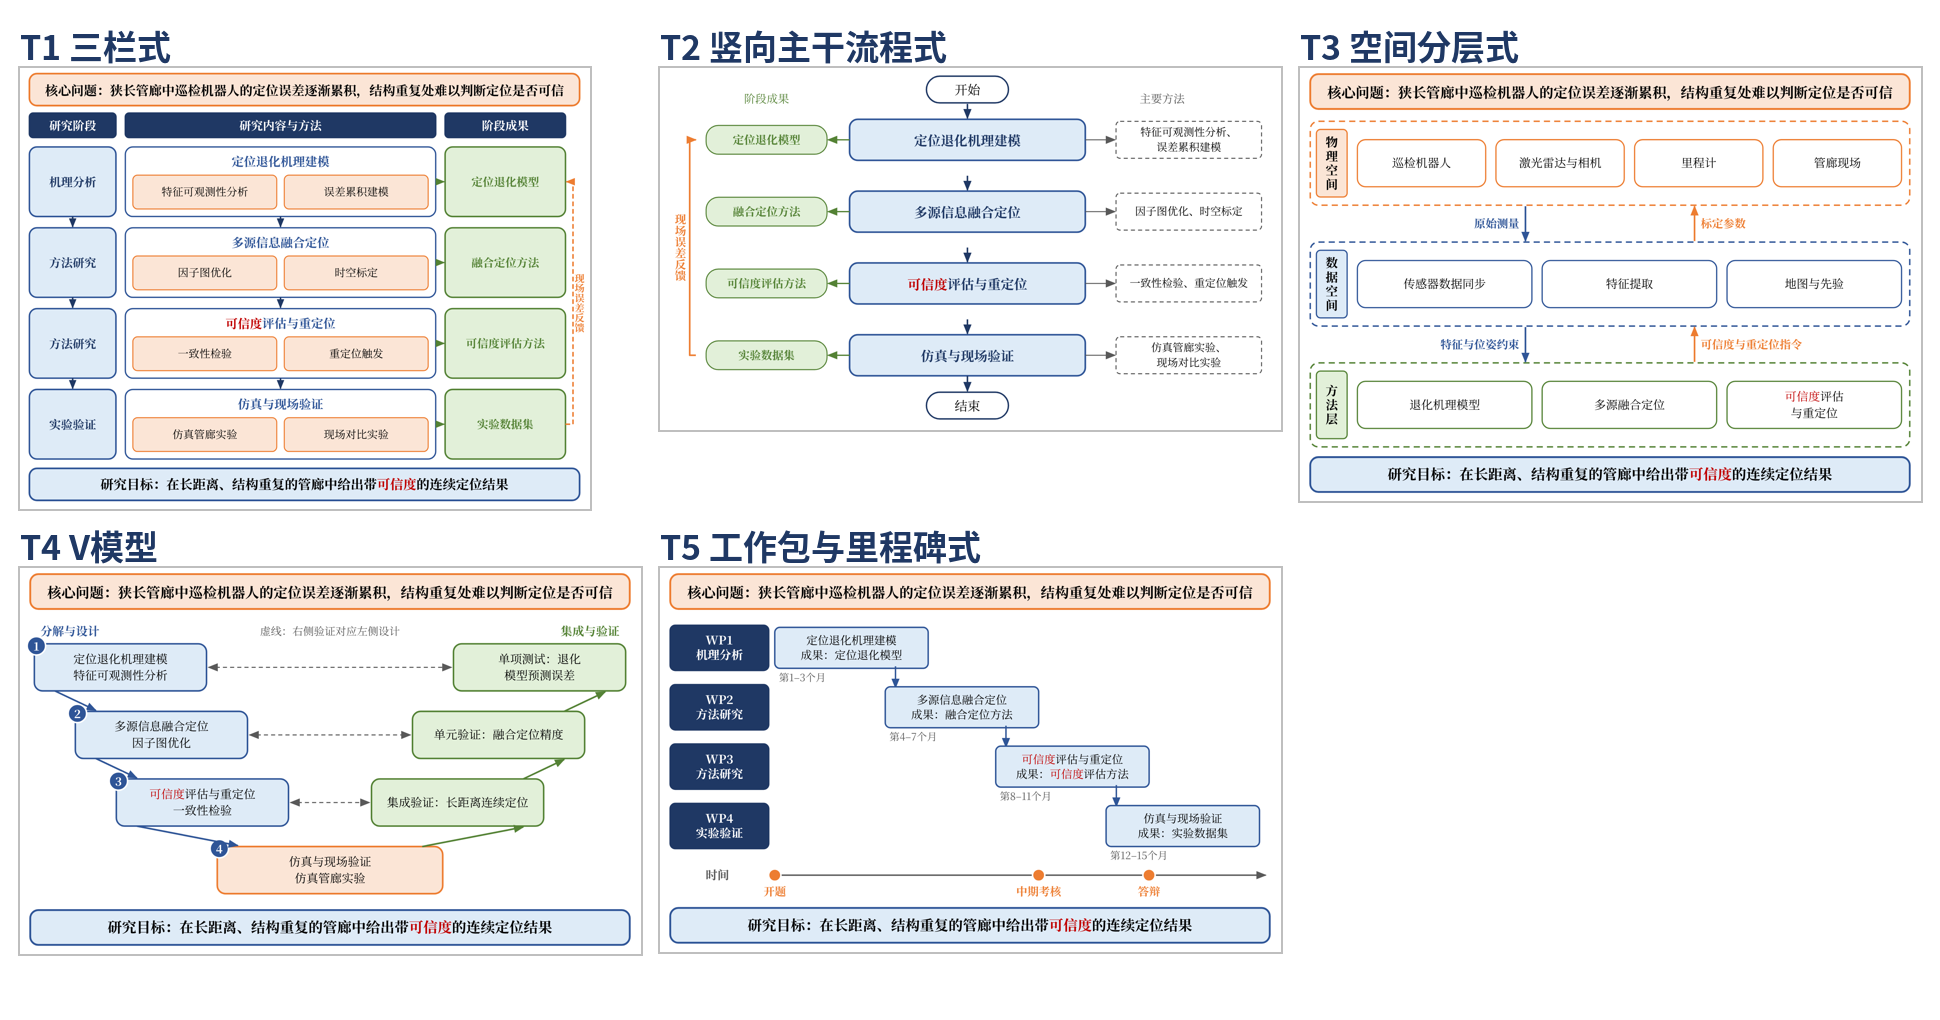 T1 三栏式
核心问题：狭长管廊中巡检机器人的定位误差逐渐累积，结构重复处难以判断定位是否可信
研究阶段
研究内容与方法
阶段成果
机理分析
定位退化机理建模
特征可观测性分析
误差累积建模
定位退化模型
方法研究
多源信息融合定位
因子图优化
时空标定
融合定位方法
方法研究
可信度评估与重定位
一致性检验
重定位触发
可信度评估方法
实验验证
仿真与现场验证
仿真管廊实验
现场对比实验
实验数据集
现场误差反馈
研究目标：在长距离、结构重复的管廊中给出带可信度的连续定位结果
T2 竖向主干流程式
阶段成果
开始
主要方法
定位退化模型
定位退化机理建模
特征可观测性分析、
误差累积建模
融合定位方法
多源信息融合定位
因子图优化、时空标定
可信度评估方法
可信度评估与重定位
一致性检验、重定位触发
实验数据集
仿真与现场验证
仿真管廊实验、
现场对比实验
现场误差反馈
结束
T3 空间分层式
核心问题：狭长管廊中巡检机器人的定位误差逐渐累积，结构重复处难以判断定位是否可信
物理空间
巡检机器人
激光雷达与相机
里程计
管廊现场
原始测量
标定参数
数据空间
传感器数据同步
特征提取
地图与先验
特征与位姿约束
可信度与重定位指令
方法层
退化机理模型
多源融合定位
可信度评估
与重定位
研究目标：在长距离、结构重复的管廊中给出带可信度的连续定位结果
T4 V模型
核心问题：狭长管廊中巡检机器人的定位误差逐渐累积，结构重复处难以判断定位是否可信
分解与设计
虚线：右侧验证对应左侧设计
集成与验证
1
定位退化机理建模
特征可观测性分析
单项测试：退化
模型预测误差
2
多源信息融合定位
因子图优化
单元验证：融合定位精度
3
可信度评估与重定位
一致性检验
集成验证：长距离连续定位
4
仿真与现场验证
仿真管廊实验
研究目标：在长距离、结构重复的管廊中给出带可信度的连续定位结果
T5 工作包与里程碑式
核心问题：狭长管廊中巡检机器人的定位误差逐渐累积，结构重复处难以判断定位是否可信
WP1
机理分析
定位退化机理建模
成果：定位退化模型
第1–3个月
WP2
方法研究
多源信息融合定位
成果：融合定位方法
第4–7个月
WP3
方法研究
可信度评估与重定位
成果：可信度评估方法
第8–11个月
WP4
实验验证
仿真与现场验证
成果：实验数据集
第12–15个月
时间
开题
中期考核
答辩
研究目标：在长距离、结构重复的管廊中给出带可信度的连续定位结果